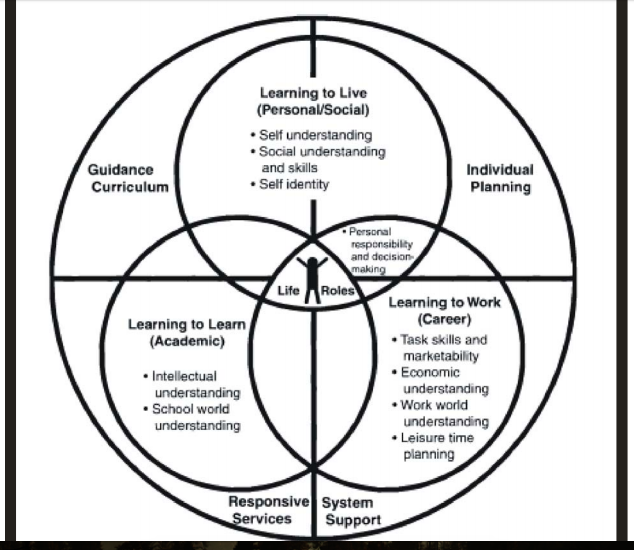 Learning to Live
(Personal/Social)
• Self understanding
• Social understanding
and skills
• Self identity
Guidance
Curriculum
Individual
Planning
• Personal
responsibility
and decision-
making
Life Roles
Learning to Learn
(Academic)
• Intellectual
understanding
• School world
understanding
Learning to Work
(Career)
• Task skills and
marketability
• Economic
understanding
• Work world
understanding
• Leisure time
planning
Responsive
Services
System
Support